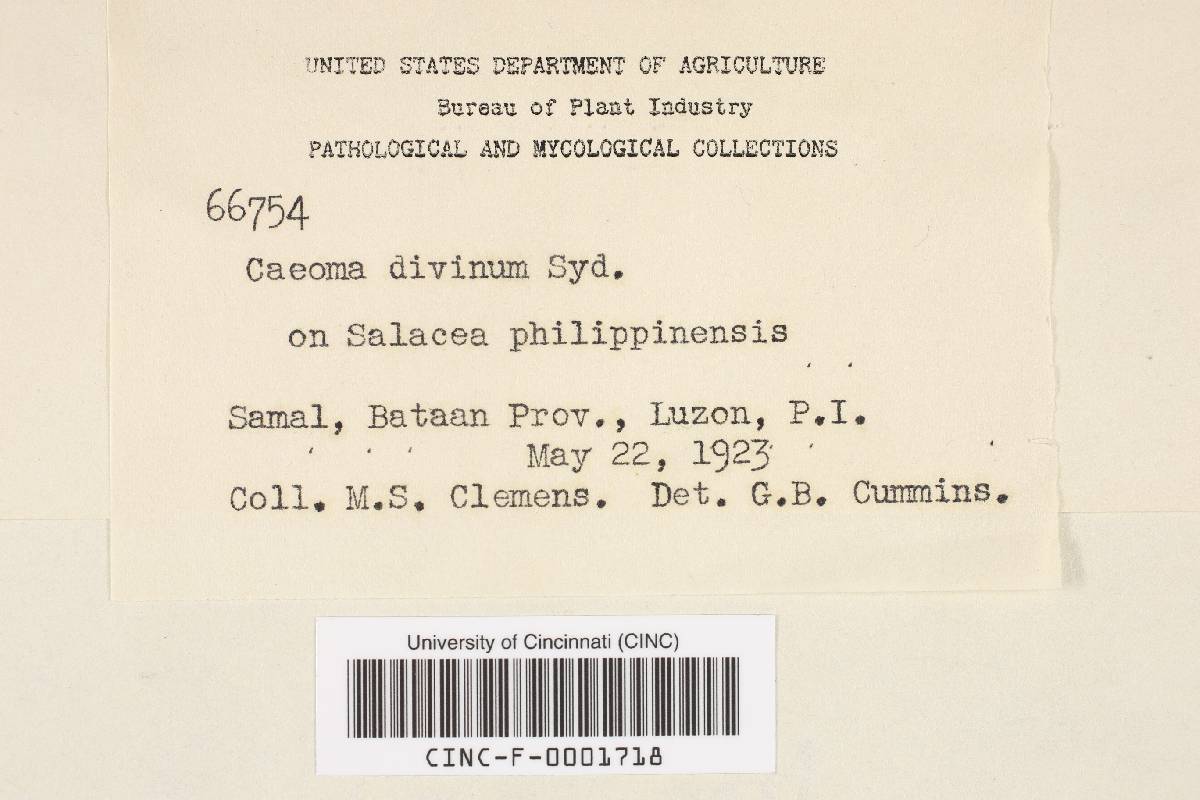 UNITED STATES DEPARTMENT OF AGRICULTURE
Bureau of Plant Industry
PATHOLOGICAL AND MYCOLOGICAL COLLECTIONS
66754
Caeoma divinum Syd.
on Salacea philippinensis
Samal, Bataan Prov., Luzon, P.I.
May 22, 1923
Coll. M.S. Clemens. Det. G.B. Cummins.
University of Cincinnati (CINC)
CINC-F-0001718